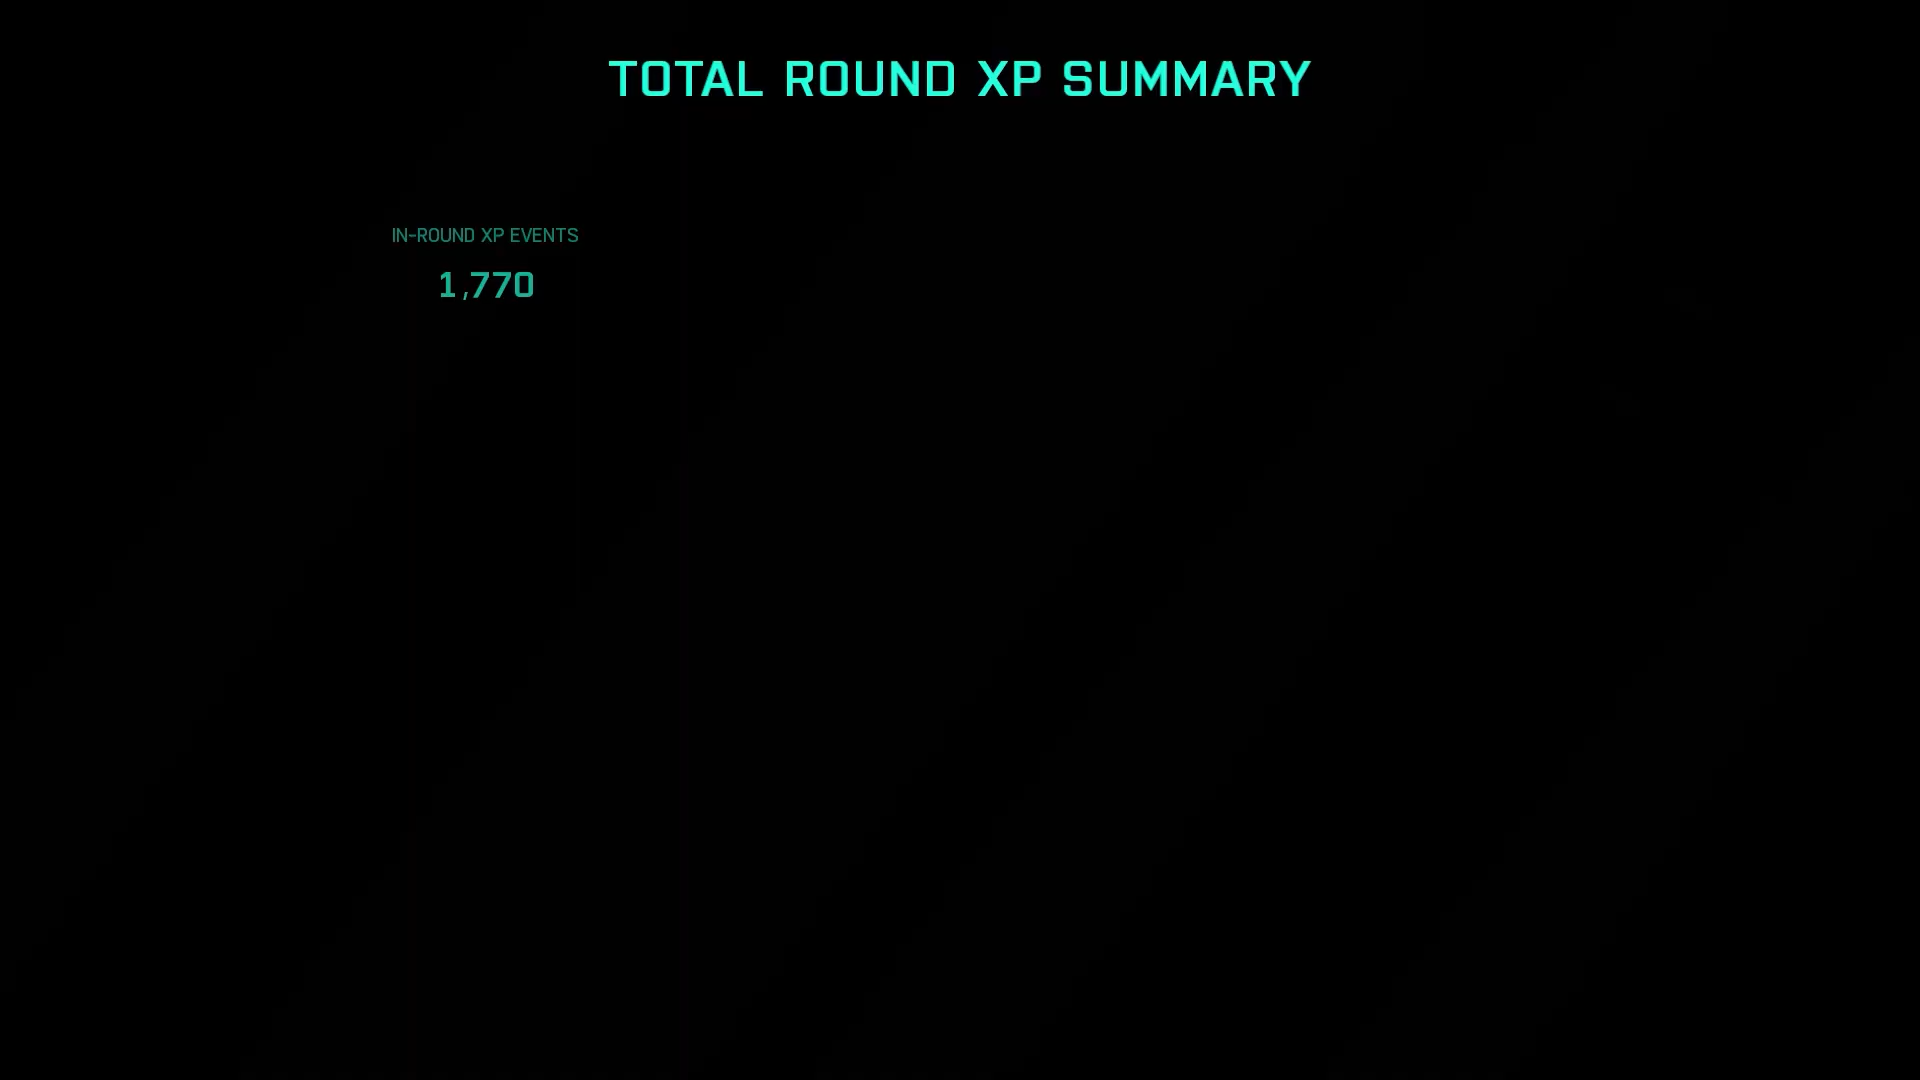 TOTAL ROUND XP SUMMARY
IN-ROUND XP EVENTS
1,770